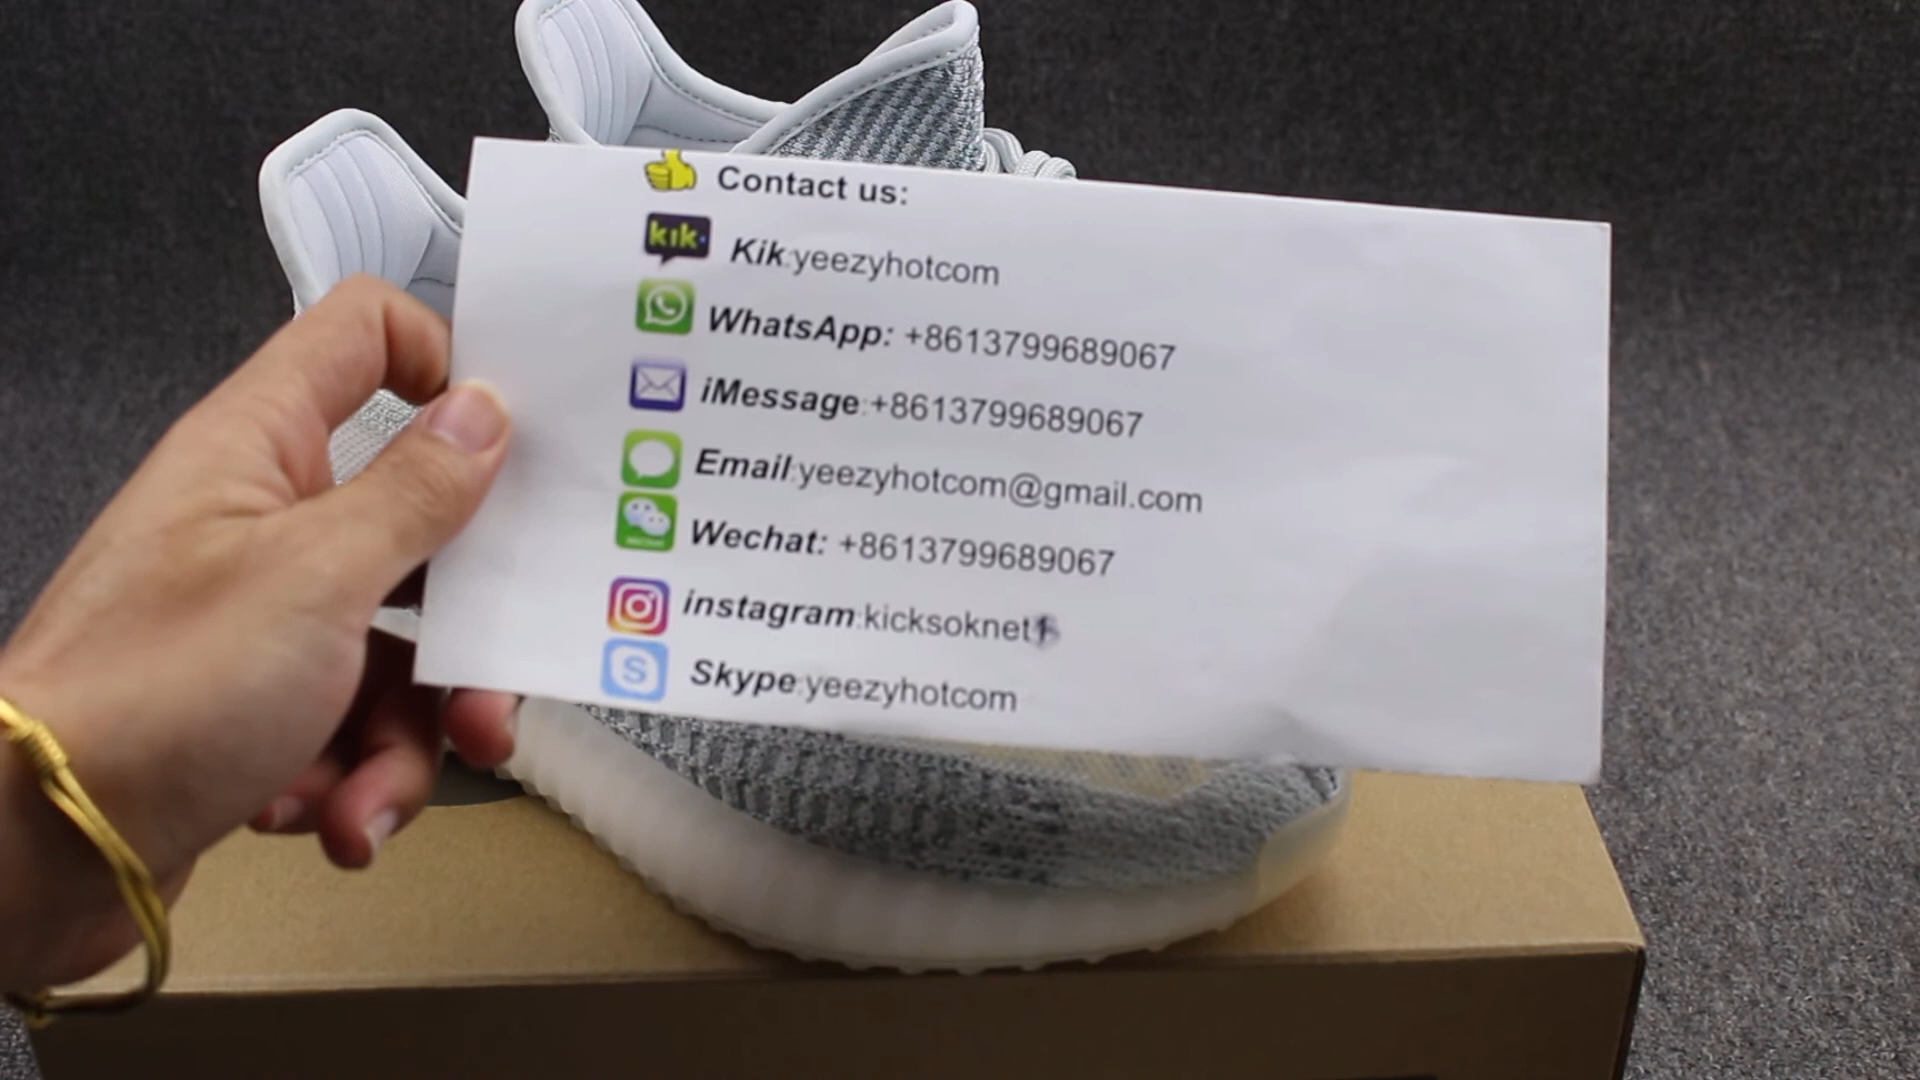 Contact us:
kik.
Kik:yeezyhotcom
WhatsApp: +8613799689067
iMessage:+8613799689067
Email:yeezyhotcom@gmail.com
Wechat: +8613799689067
instagram:kicksoknet
S
Skype:yeezyhotcom